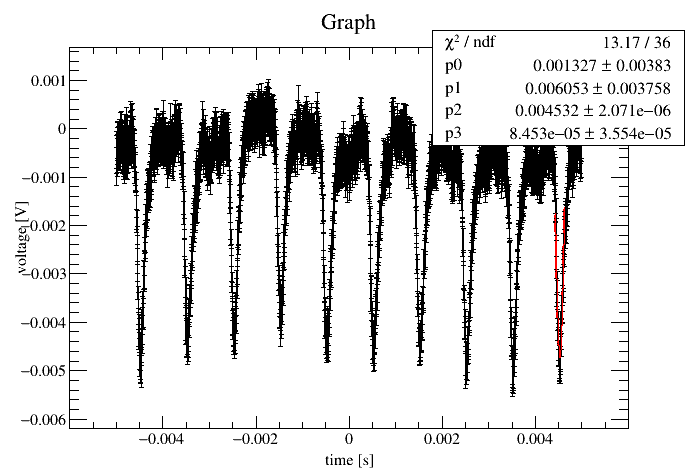 Graph
χ² / ndf 13.17 / 36
p0 0.001327 ± 0.00383
p1 0.006053 ± 0.003758
p2 0.004532 ± 2.071e−06
p3 8.453e−05 ± 3.554e−05
0.001
0
−0.001
−0.002
−0.003
−0.004
−0.005
−0.006
voltage [V]
−0.004 −0.002 0 0.002 0.004
time [s]